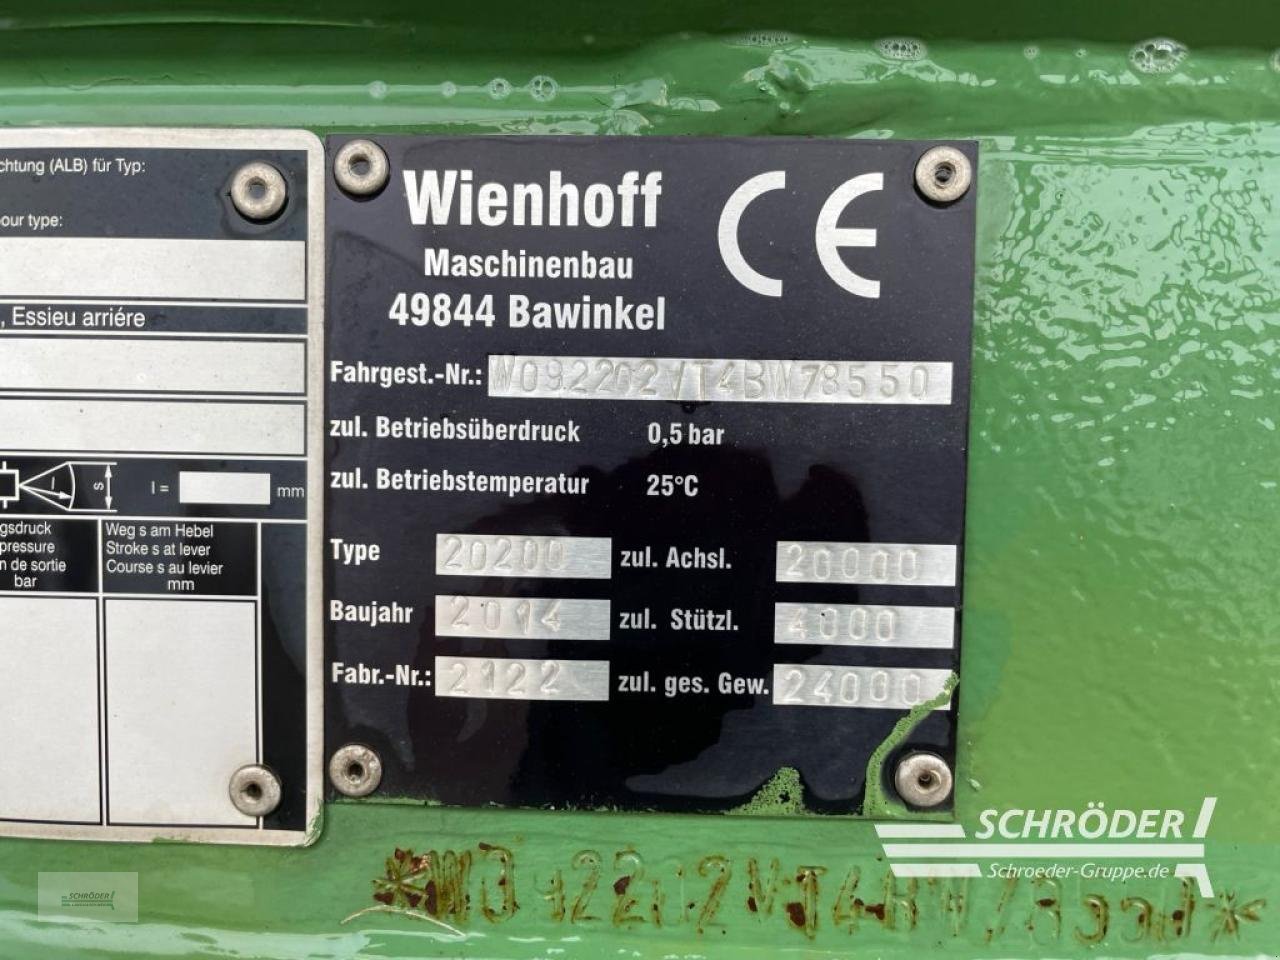 chtung (ALB) für Typ:
our type:
, Essieu arriére
l = mm
s
gsdruck
pressure
n de sortie
bar
Weg s am Hebel
Stroke s at lever
Course s au levier
mm
Wienhoff
Maschinenbau
49844 Bawinkel
CE
Fahrgest.-Nr.: W092202VT4BW78550
zul. Betriebsüberdruck 0,5 bar
zul. Betriebstemperatur 25°C
Type 20200 zul. Achsl. 20000
Baujahr 2014 zul. Stützl. 4000
Fabr.-Nr.: 2122 zul. ges. Gew. 24000
SCHRÖDER
Schroeder-Gruppe.de
SCHRÖDER